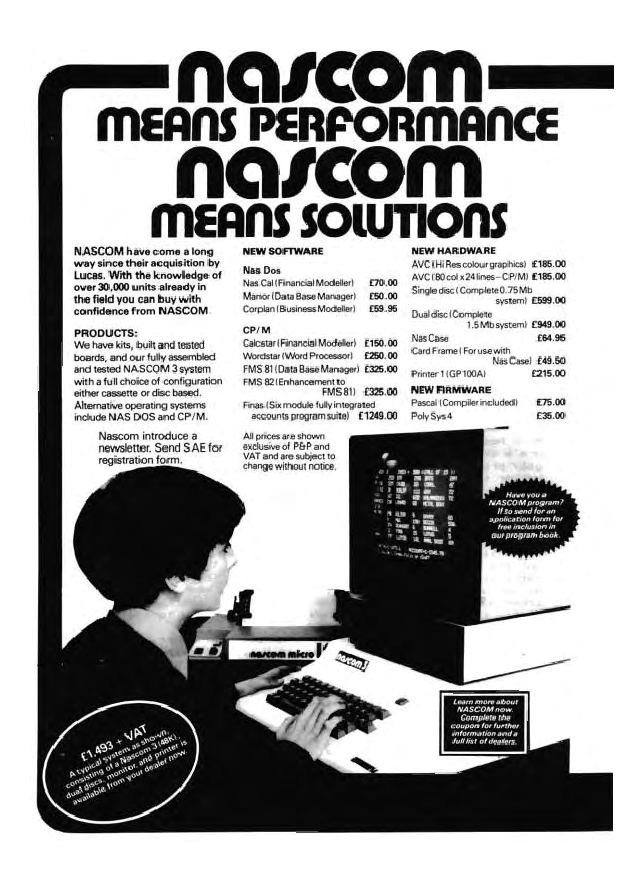 nascom
MEANS PERFORMANCE
nascom
MEANS SOLUTIONS
NASCOM have come a long
way since their acquisition by
Lucas. With the knowledge of
over 30,000 units already in
the field you can buy with
confidence from NASCOM.
PRODUCTS:
We have kits, built and tested
boards, and our fully assembled
and tested NASCOM 3 system
with a full choice of configuration
either cassette or disc based.
Alternative operating systems
include NAS DOS and CP/M.
Nascom introduce a
newsletter. Send SAE for
registration form.
NEW SOFTWARE
Nas Dos
Nas Cal (Financial Modeller) £70.00
Manor (Data Base Manager) £50.00
Corplan (Business Modeller) £59.95
CP/M
Calcstar (Financial Modeller) £150.00
Wordstar (Word Processor) £250.00
FMS 81 (Data Base Manager) £325.00
FMS 82 (Enhancement to
FMS 81) £325.00
Finas (Six module fully integrated
accounts program suite) £1249.00
All prices are shown
exclusive of P&P and
VAT and are subject to
change without notice.
NEW HARDWARE
AVC (Hi Res colour graphics) £185.00
AVC (80 col x 24 lines – CP/M) £185.00
Single disc (Complete 0.75 Mb
system) £599.00
Dual disc (Complete
1.5 Mb system) £949.00
Nas Case £64.95
Card Frame (For use with
Nas Case) £49.50
Printer 1 (GP 100A) £215.00
NEW FIRMWARE
Pascal (Compiler included) £75.00
Poly Sys 4 £35.00
Have you a
NASCOM program?
If so send for an
application form for
free inclusion in
our program book.
nascom micro
nascom 3
Learn more about
NASCOM now.
Complete the
coupon for further
information and a
full list of dealers.
£1,493 + VAT
A typical system as shown,
consisting of a Nascom 3 (48K),
dual discs, monitor, and printer is
available from your dealer now.